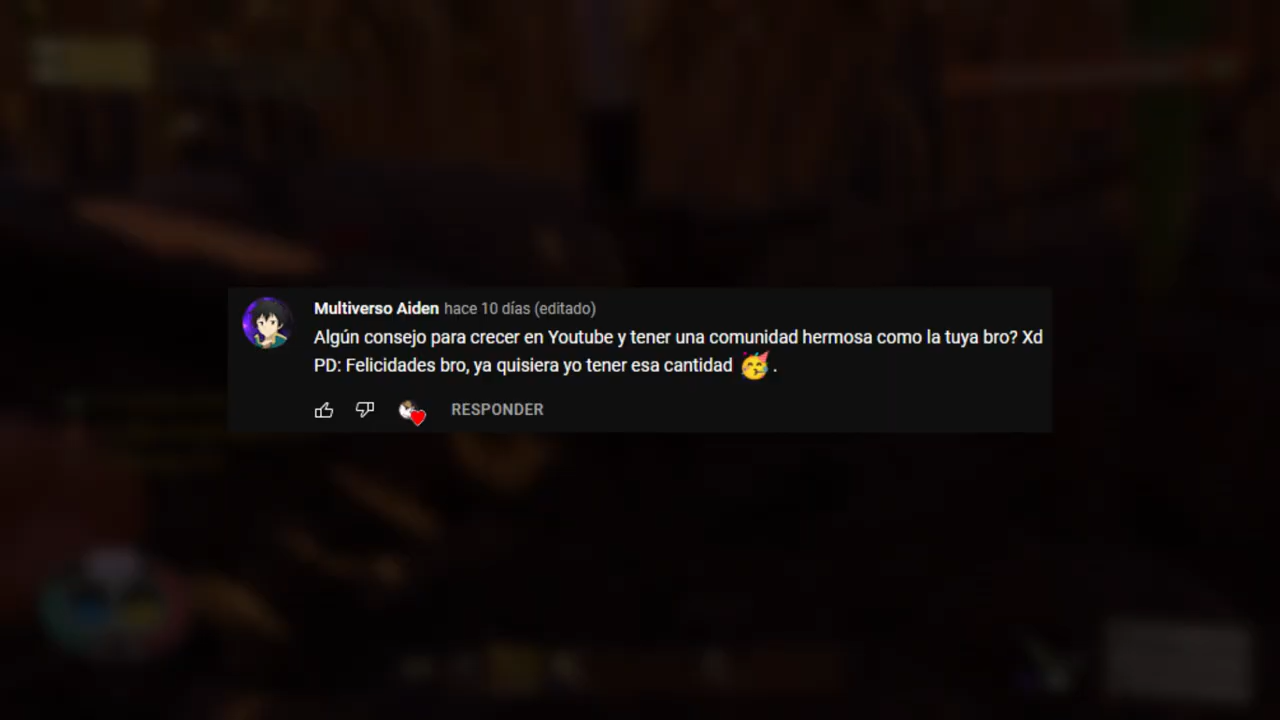 Multiverso Aiden hace 10 días (editado)
Algún consejo para crecer en Youtube y tener una comunidad hermosa como la tuya bro? Xd
PD: Felicidades bro, ya quisiera yo tener esa cantidad 🥳.
RESPONDER